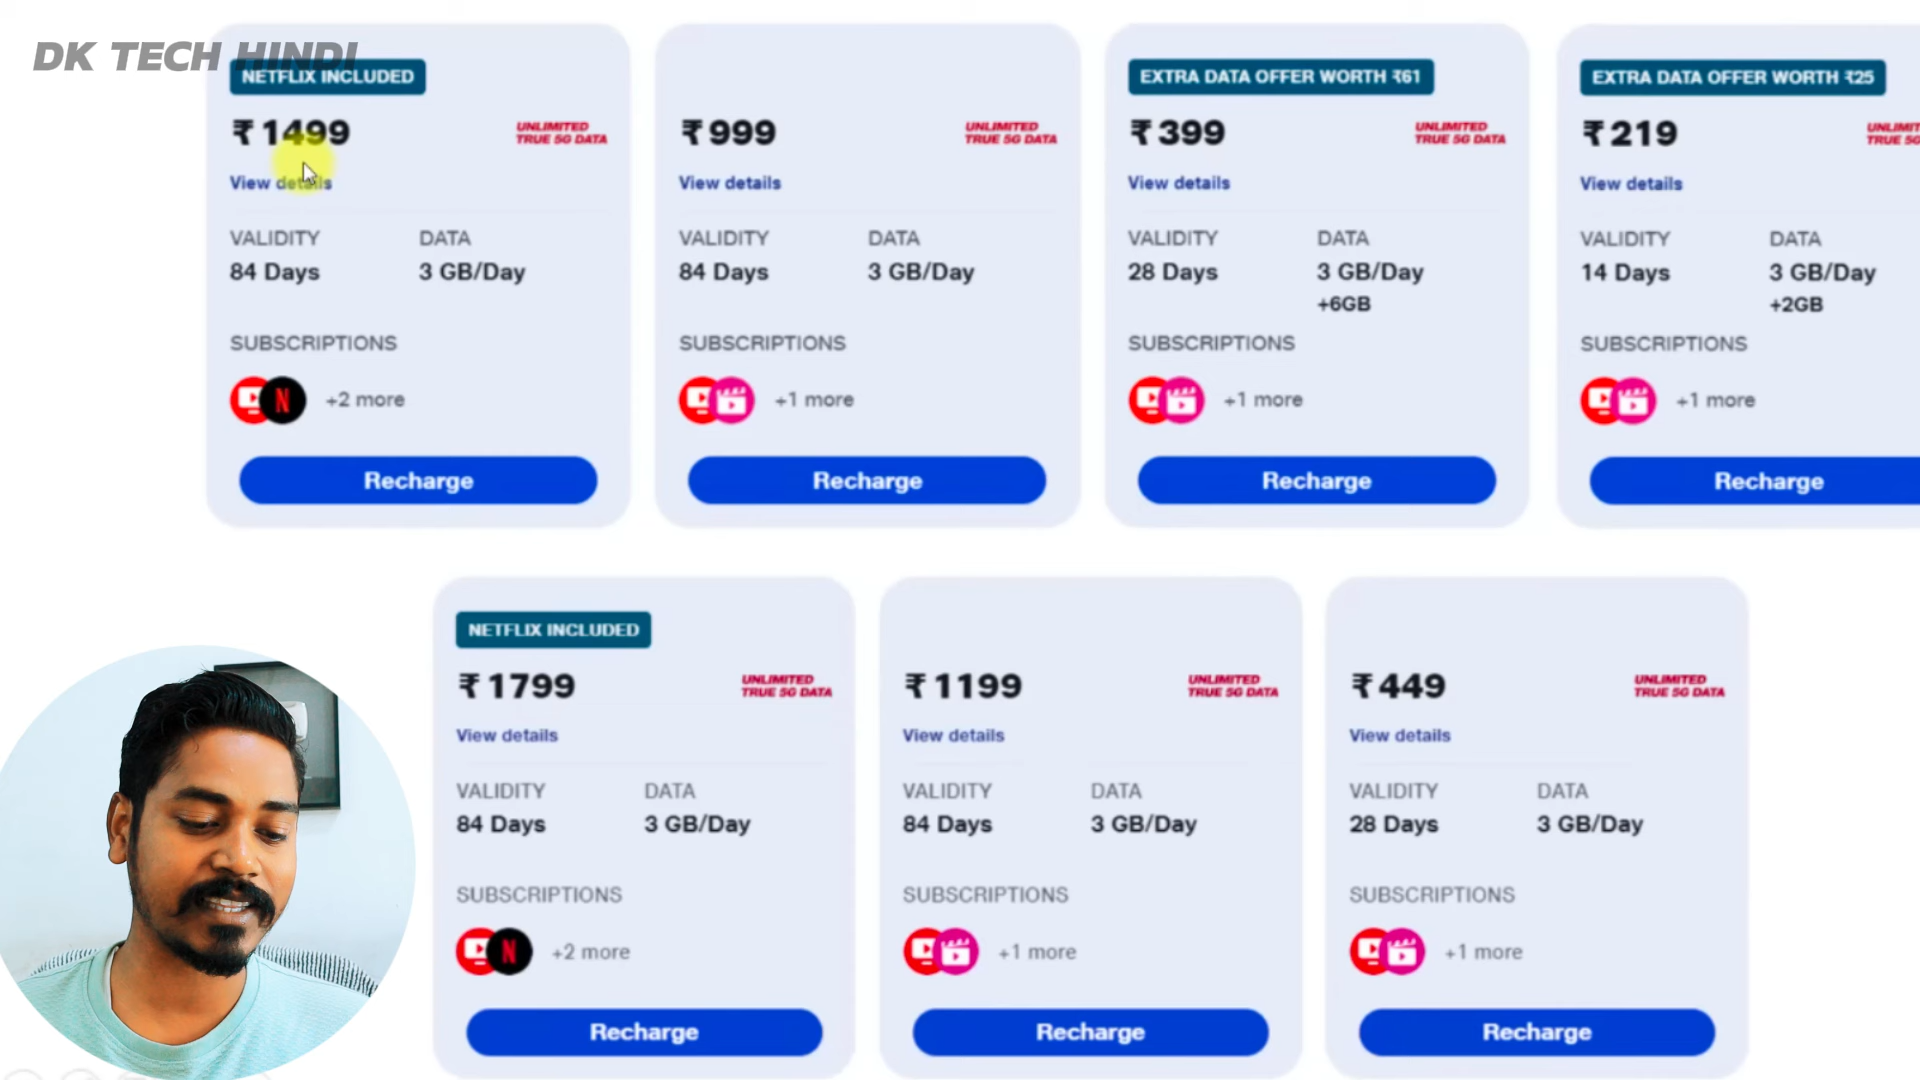 DK TECH HINDI
NETFLIX INCLUDED
₹ 1499
UNLIMITED
TRUE 5G DATA
View details
VALIDITY
84 Days
DATA
3 GB/Day
SUBSCRIPTIONS
N
+2 more
Recharge
₹ 999
UNLIMITED
TRUE 5G DATA
View details
VALIDITY
84 Days
DATA
3 GB/Day
SUBSCRIPTIONS
+1 more
Recharge
EXTRA DATA OFFER WORTH ₹61
₹ 399
UNLIMITED
TRUE 5G DATA
View details
VALIDITY
28 Days
DATA
3 GB/Day
+6GB
SUBSCRIPTIONS
+1 more
Recharge
EXTRA DATA OFFER WORTH ₹25
₹ 219
TRUE 5G
View details
VALIDITY
14 Days
DATA
3 GB/Day
+2GB
SUBSCRIPTIONS
+1 more
Recharge
NETFLIX INCLUDED
₹ 1799
UNLIMITED
TRUE 5G DATA
View details
VALIDITY
84 Days
DATA
3 GB/Day
SUBSCRIPTIONS
N
+2 more
Recharge
₹ 1199
UNLIMITED
TRUE 5G DATA
View details
VALIDITY
84 Days
DATA
3 GB/Day
SUBSCRIPTIONS
+1 more
Recharge
₹ 449
UNLIMITED
TRUE 5G DATA
View details
VALIDITY
28 Days
DATA
3 GB/Day
SUBSCRIPTIONS
+1 more
Recharge